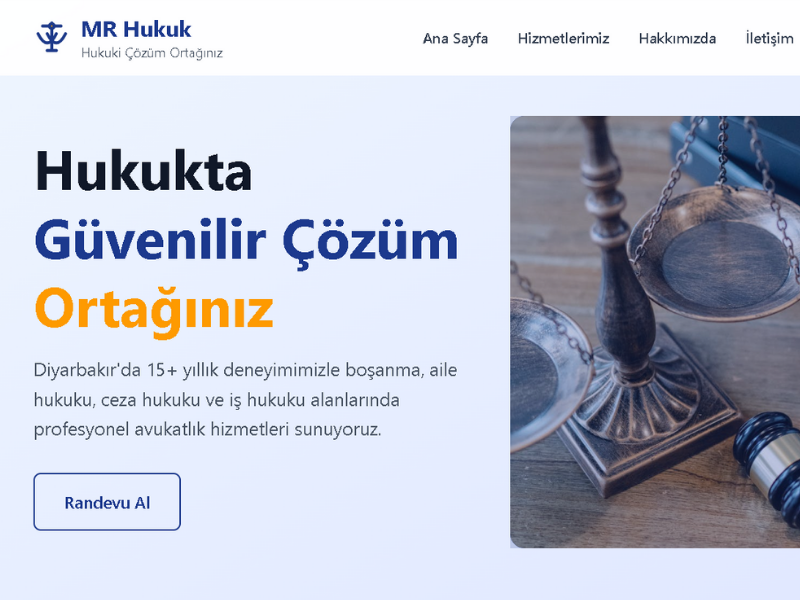 MR Hukuk
Hukuki Çözüm Ortağınız
Ana Sayfa
Hizmetlerimiz
Hakkımızda
İletişim
Hukukta
Güvenilir Çözüm
Ortağınız
Diyarbakır'da 15+ yıllık deneyimimizle boşanma, aile
hukuku, ceza hukuku ve iş hukuku alanlarında
profesyonel avukatlık hizmetleri sunuyoruz.
Randevu Al